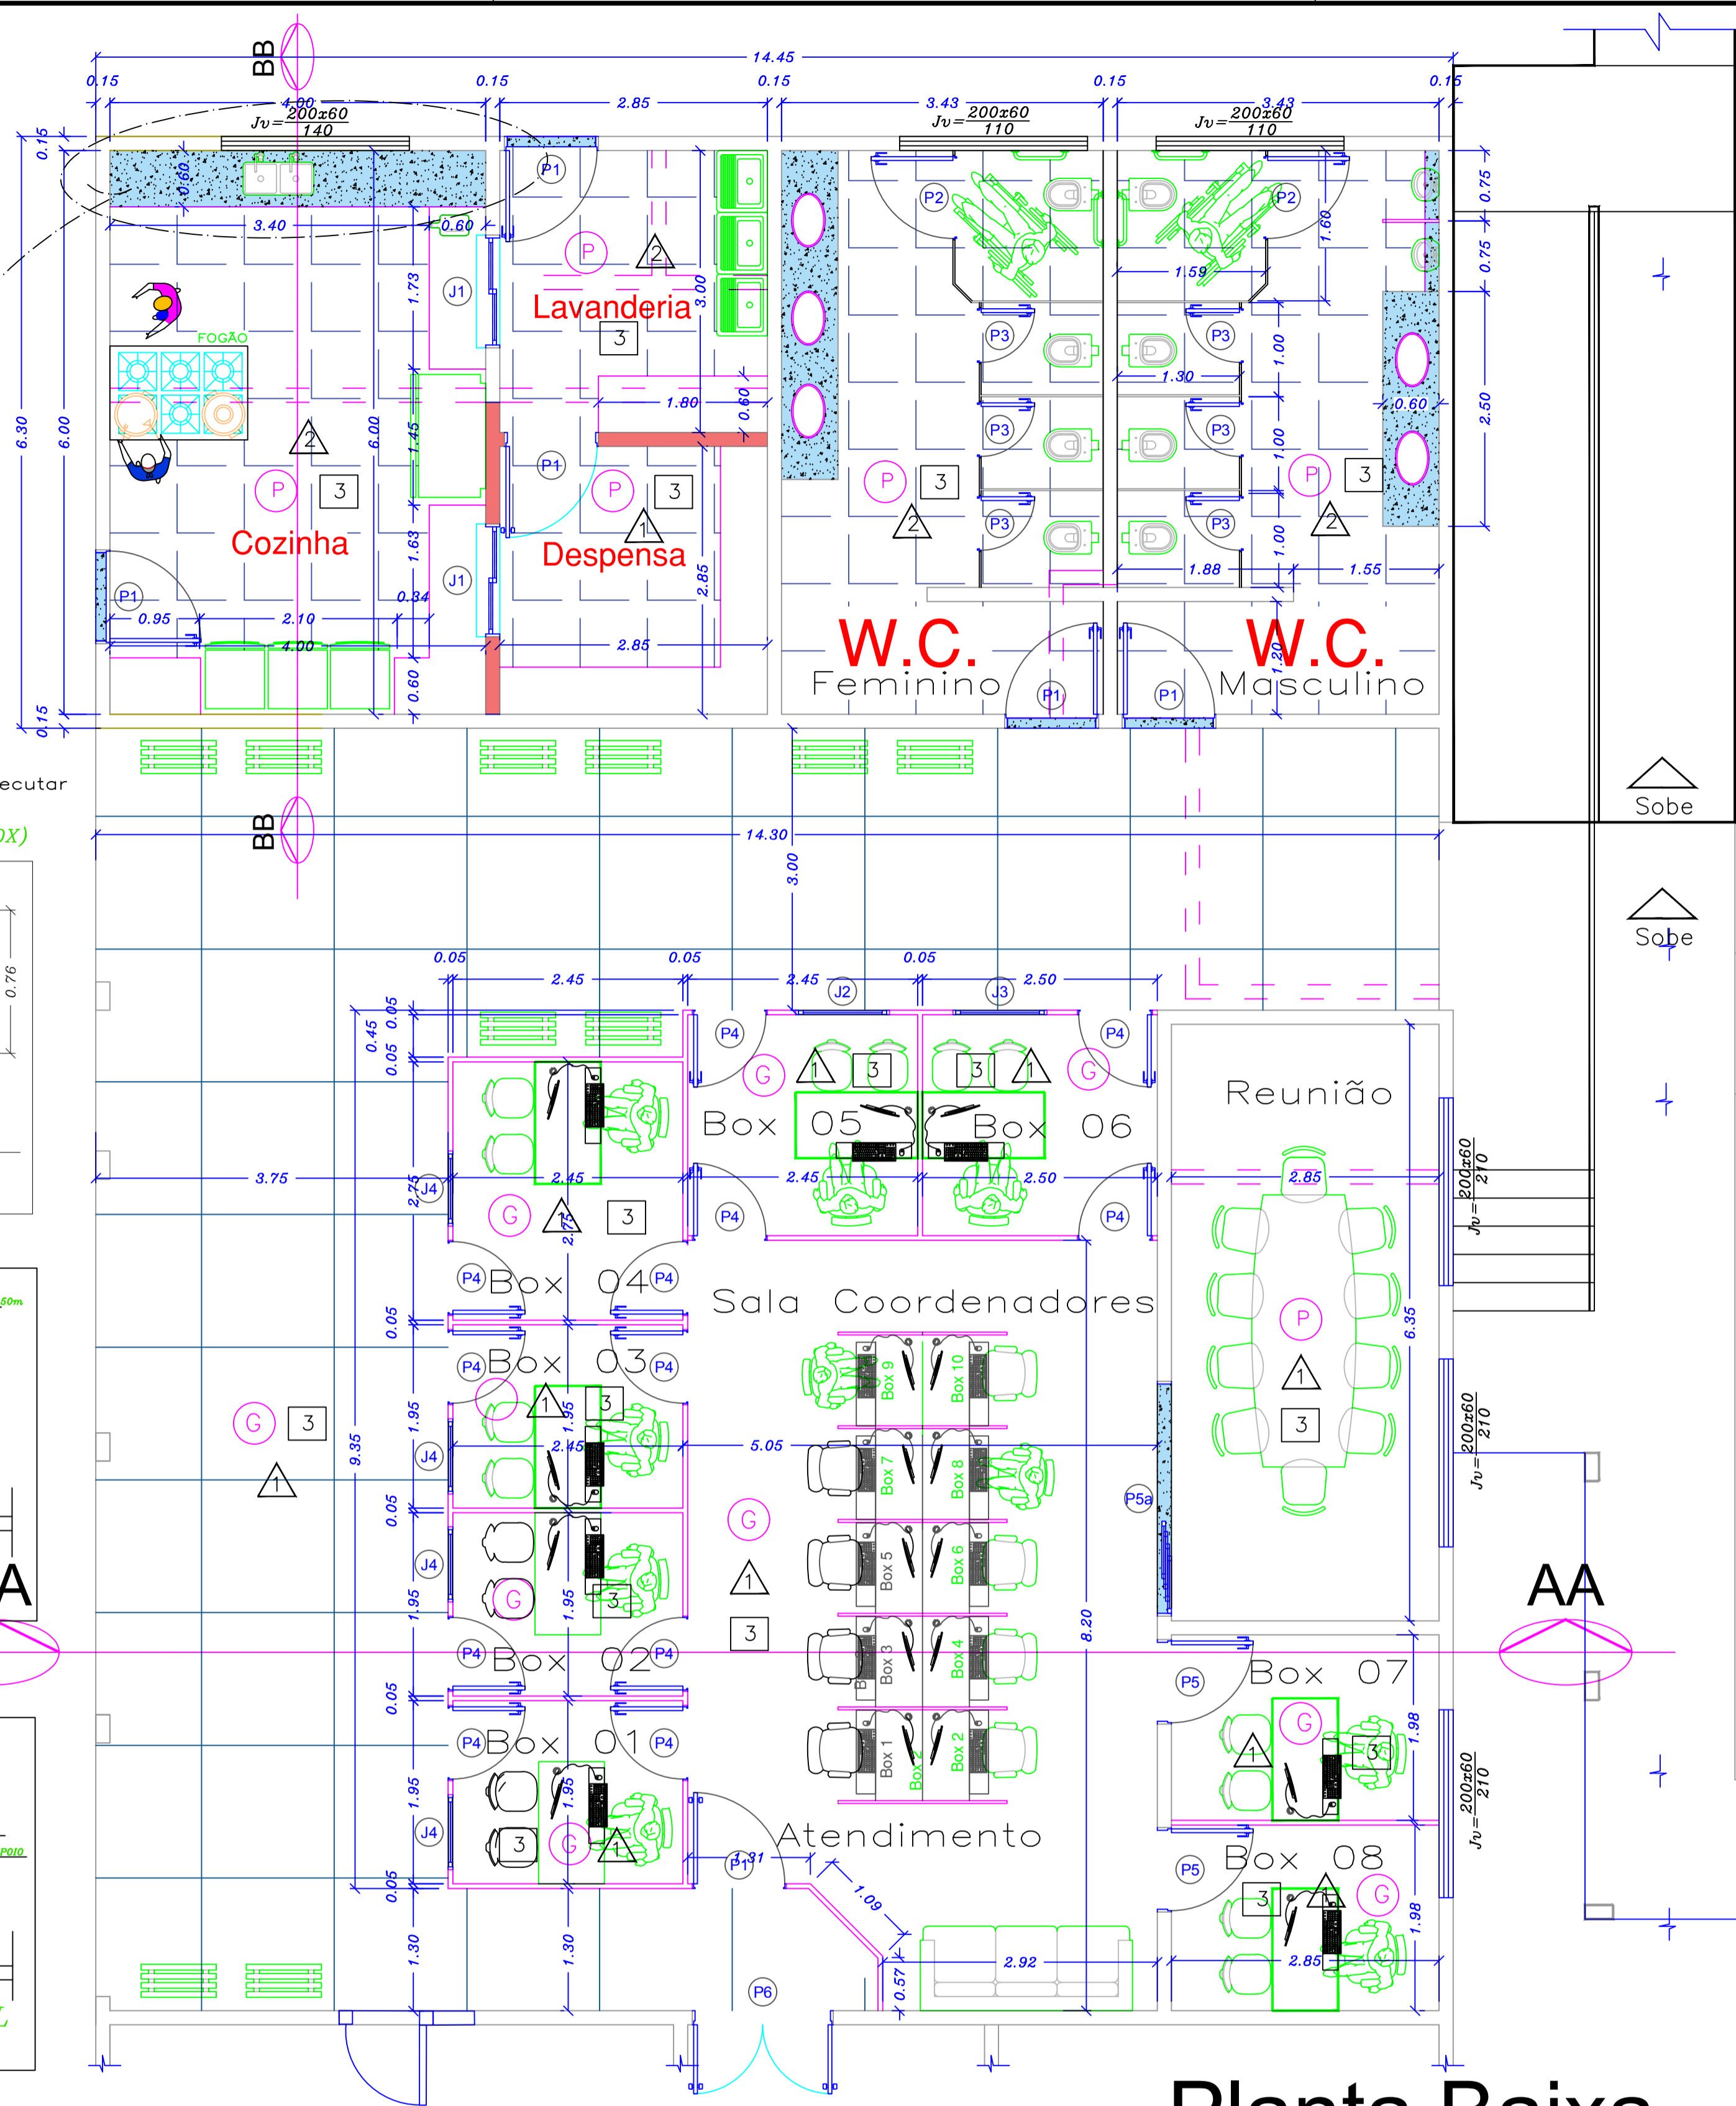 BB
14.45
0.15 0.15 0.15 0.15 0.15
4.00 2.85 3.43 3.43
Jv=200x60/140
Jv=200x60/110
Jv=200x60/110
0.15
0.60
P1
P2 P2
0.75
3.40 0.60
1.60
P 2
1.59
0.75
1.73
J1
3.00
Lavanderia
FOGÃO
3
P3 P3
1.00
1.30
1.80 0.60
0.60
6.30 6.00
2
6.00
1.45
P3 P3
1.00
2.50
P1
P 3
P 3
P 3
P 3
1
2
2
P3 P3
1.00
Cozinha
1.63
Despensa
1.88 1.55
J1
2.85
P1
0.34
0.95 2.10
4.00
2.85
W.C. W.C.
Feminino Masculino
P1 P1
1.20
0.60
0.15
ecutar
Sobe
BB
OX)
14.30
3.00
Sobe
0.76
0.05 0.05 0.05
2.45 2.45 2.50
J2 J3
0.05
0.45
0.05
P4 P4
G 1 3
3 1 G
Reunião
Box 05 Box 06
3.75
2.75
J4
2.45
2.45 2.50
2.85
Jv=200x60/210
G 1 3
2.75
P4 P4
P4 Box 04 P4
50m
Sala Coordenadores
0.05
P
6.35
P4 Box 03 P4
1
3
Box 9 Box 10
1 3
G 3
1.95 1.95
9.35
2.45
5.05
J4
Jv=200x60/210
1
Box 7 Box 8
P5a
0.05
G
J4
Box 5 Box 6
1
A
AA
G 3
1.95 1.95
3
8.20
P4 Box 02 P4
Box 3 Box 4
Box 07
P5
0.05
G
1 3
1.98
P4 Box 01 P4
Box 1 Box 2
Box 2
1.95 1.95
Jv=200x60/210
J4
3 G 1
Atendimento
POIO
1.31
P1
Box 08
P5
3 1 G
0.05
1.09
1.98
1.30 1.30
2.92
2.85
0.57
P6
L
Planta Baixa